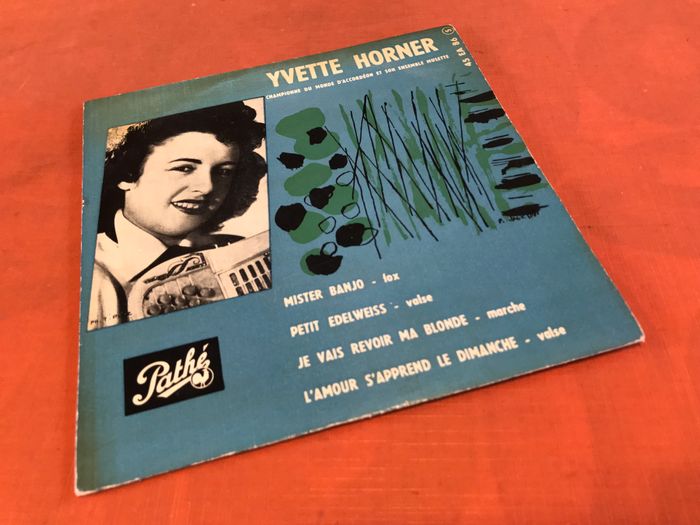 YVETTE HORNER
CHAMPIONNE DU MONDE D'ACCORDÉON ET SON ENSEMBLE MUSETTE
45 EA 86 S
MISTER BANJO - fox
PETIT EDELWEISS - valse
JE VAIS REVOIR MA BLONDE - marche
L'AMOUR S'APPREND LE DIMANCHE - valse
Pathé